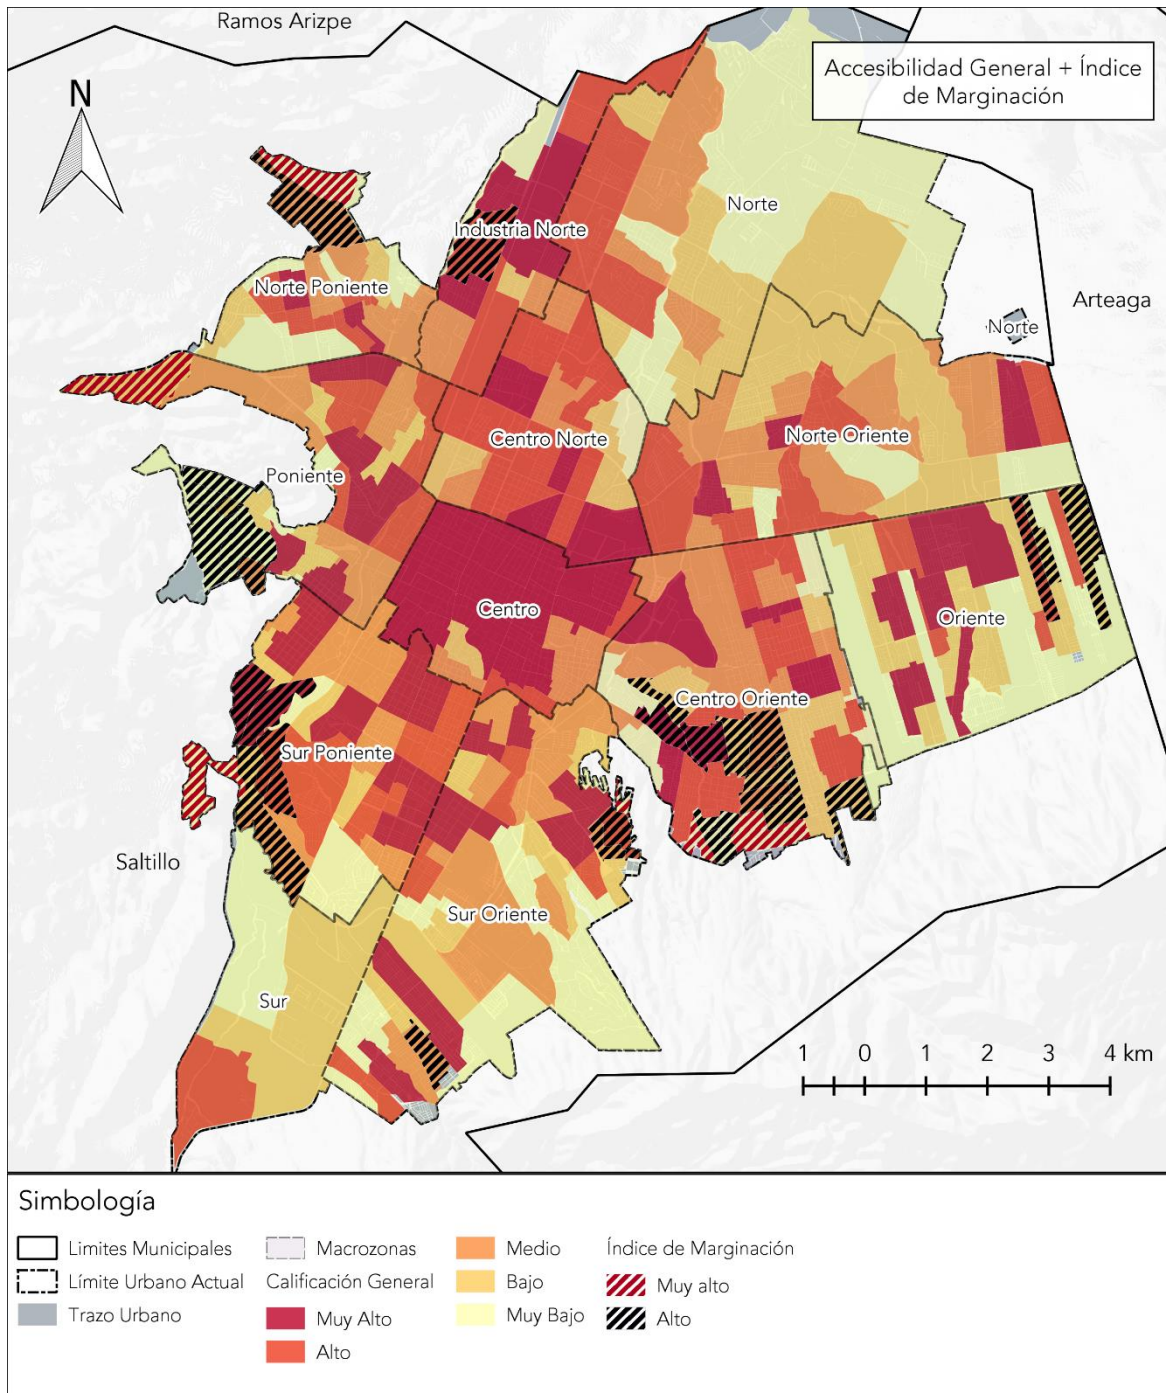 Ramos Arizpe
Accesibilidad General + Índice
de Marginación
N
Norte
Industria Norte
Norte Poniente
Arteaga
Norte
Centro Norte
Norte Oriente
Poniente
Centro
Oriente
Centro Oriente
Sur Poniente
Saltillo
Sur Oriente
Sur
1 0 1 2 3 4 km
Simbología
Limites Municipales
Límite Urbano Actual
Trazo Urbano
Macrozonas
Calificación General
Muy Alto
Alto
Medio
Bajo
Muy Bajo
Índice de Marginación
Muy alto
Alto